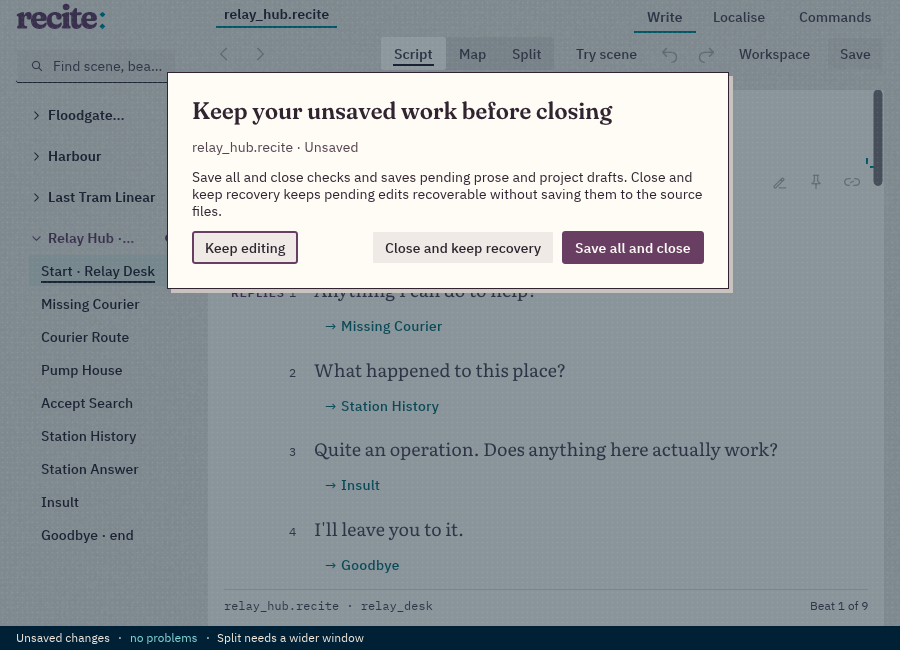 recite:
relay_hub.recite
Write
Localise
Commands
Find scene, bea...
Script
Map
Split
Try scene
Workspace
Save
Floodgate...
Harbour
Last Tram Linear
Relay Hub ·...
Start · Relay Desk
Missing Courier
Courier Route
Pump House
Accept Search
Station History
Station Answer
Insult
Goodbye · end
Keep your unsaved work before closing
relay_hub.recite · Unsaved
Save all and close checks and saves pending prose and project drafts. Close and
keep recovery keeps pending edits recoverable without saving them to the source
files.
Keep editing
Close and keep recovery
Save all and close
REPLIES 1 Anything I can do to help?
→ Missing Courier
2 What happened to this place?
→ Station History
3 Quite an operation. Does anything here actually work?
→ Insult
4 I'll leave you to it.
→ Goodbye
relay_hub.recite · relay_desk
Beat 1 of 9
Unsaved changes · no problems · Split needs a wider window